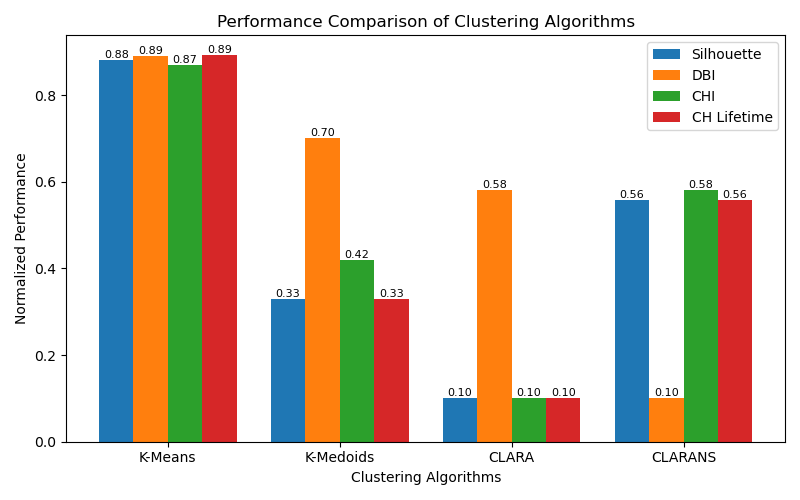 Performance Comparison of Clustering Algorithms
Silhouette
DBI
CHI
CH Lifetime
Normalized Performance
0.8
0.6
0.4
0.2
0.0
0.88
0.89
0.87
0.89
0.33
0.70
0.42
0.33
0.10
0.58
0.10
0.10
0.56
0.10
0.58
0.56
K-Means
K-Medoids
CLARA
CLARANS
Clustering Algorithms